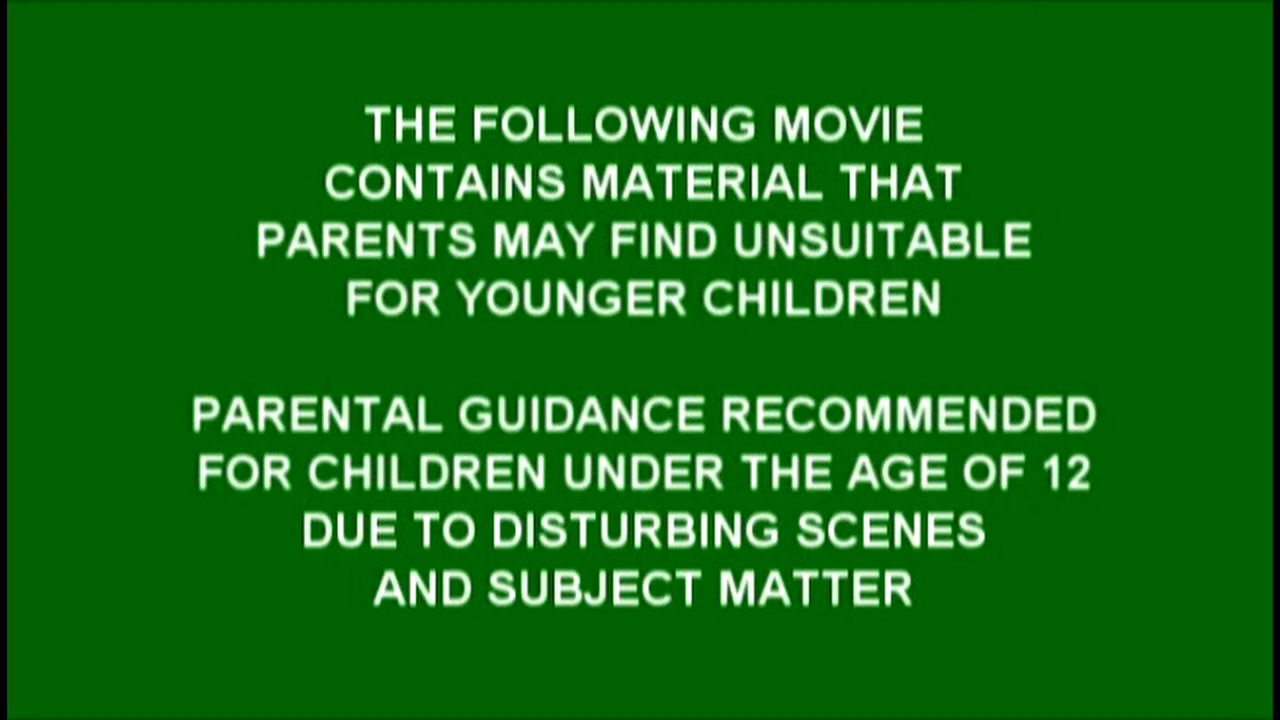 THE FOLLOWING MOVIE
CONTAINS MATERIAL THAT
PARENTS MAY FIND UNSUITABLE
FOR YOUNGER CHILDREN
PARENTAL GUIDANCE RECOMMENDED
FOR CHILDREN UNDER THE AGE OF 12
DUE TO DISTURBING SCENES
AND SUBJECT MATTER